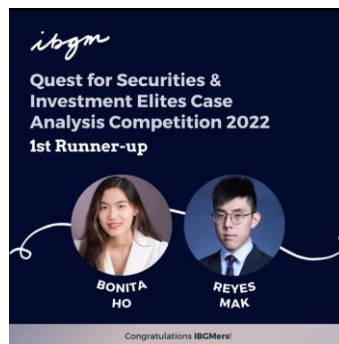 ibgm
Quest for Securities &
Investment Elites Case
Analysis Competition 2022
1st Runner-up
BONITA
HO
REYES
MAK
Congratulations IBGMers!